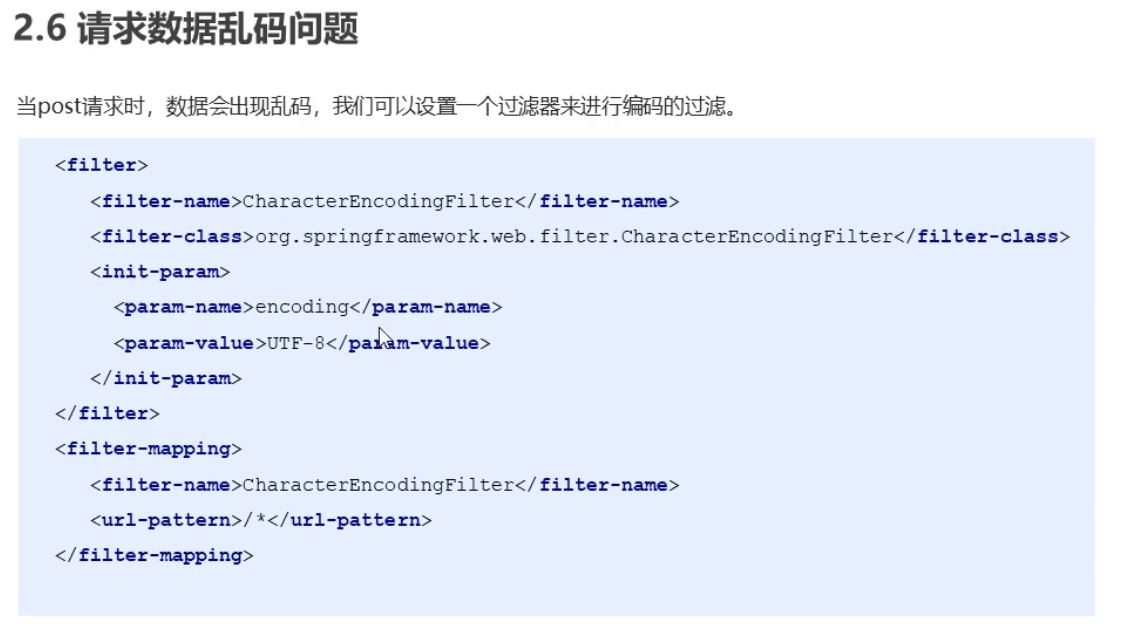 2.6 请求数据乱码问题
当post请求时，数据会出现乱码，我们可以设置一个过滤器来进行编码的过滤。
<filter>
<filter-name>CharacterEncodingFilter</filter-name>
<filter-class>org.springframework.web.filter.CharacterEncodingFilter</filter-class>
<init-param>
<param-name>encoding</param-name>
<param-value>UTF-8</param-value>
</init-param>
</filter>
<filter-mapping>
<filter-name>CharacterEncodingFilter</filter-name>
<url-pattern>/*</url-pattern>
</filter-mapping>